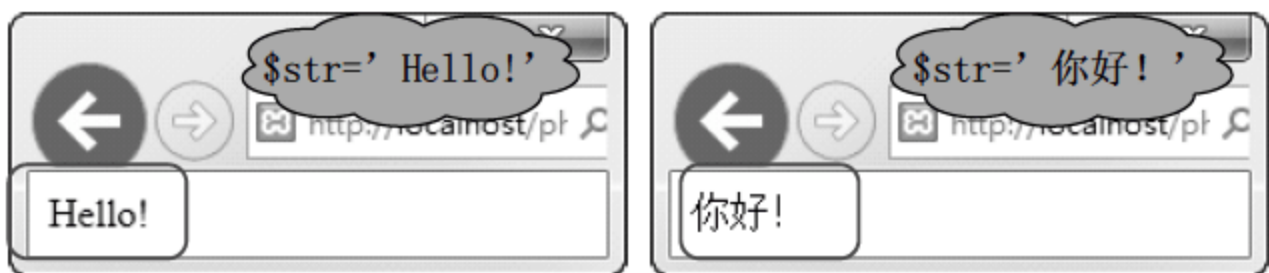 $str=’ Hello!’
http://localhost/ph
Hello!
$str=’ 你好！’
http://localhost/ph
你好！